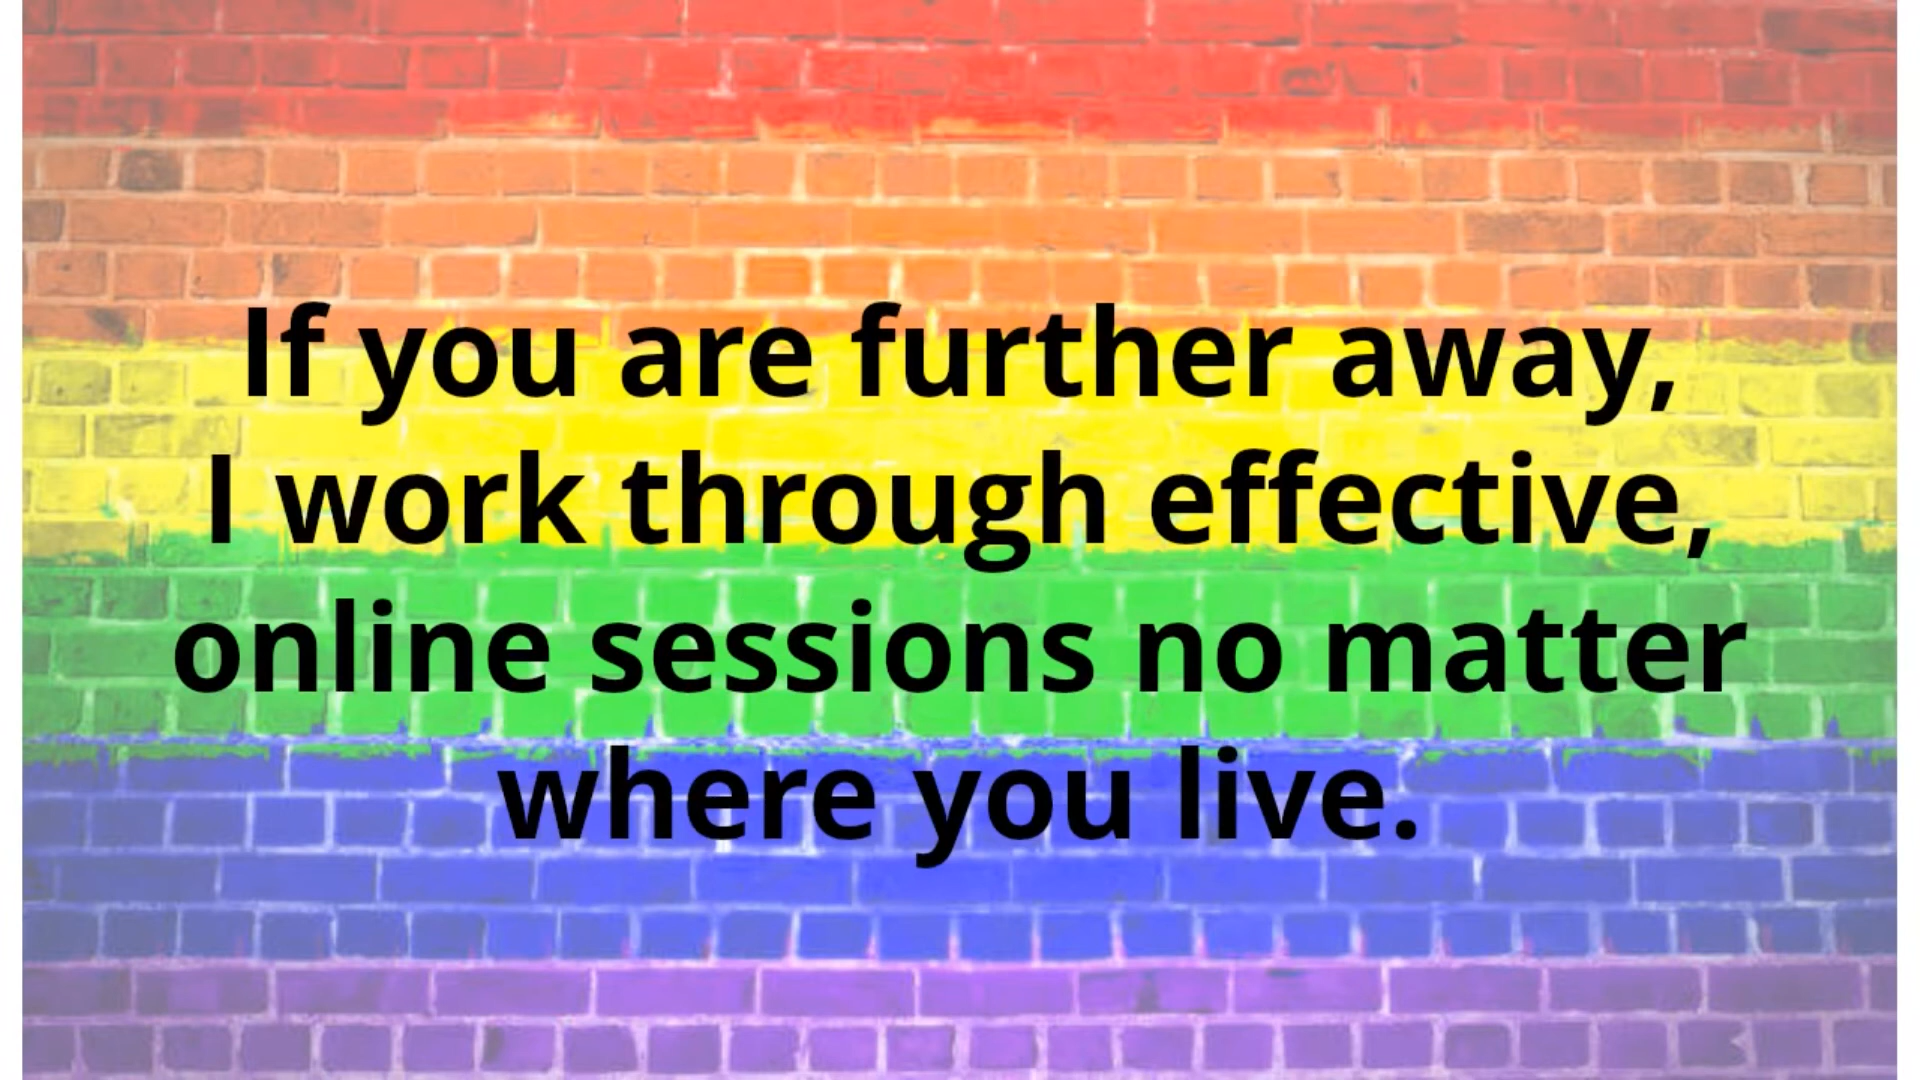 If you are further away,
I work through effective,
online sessions no matter
where you live.